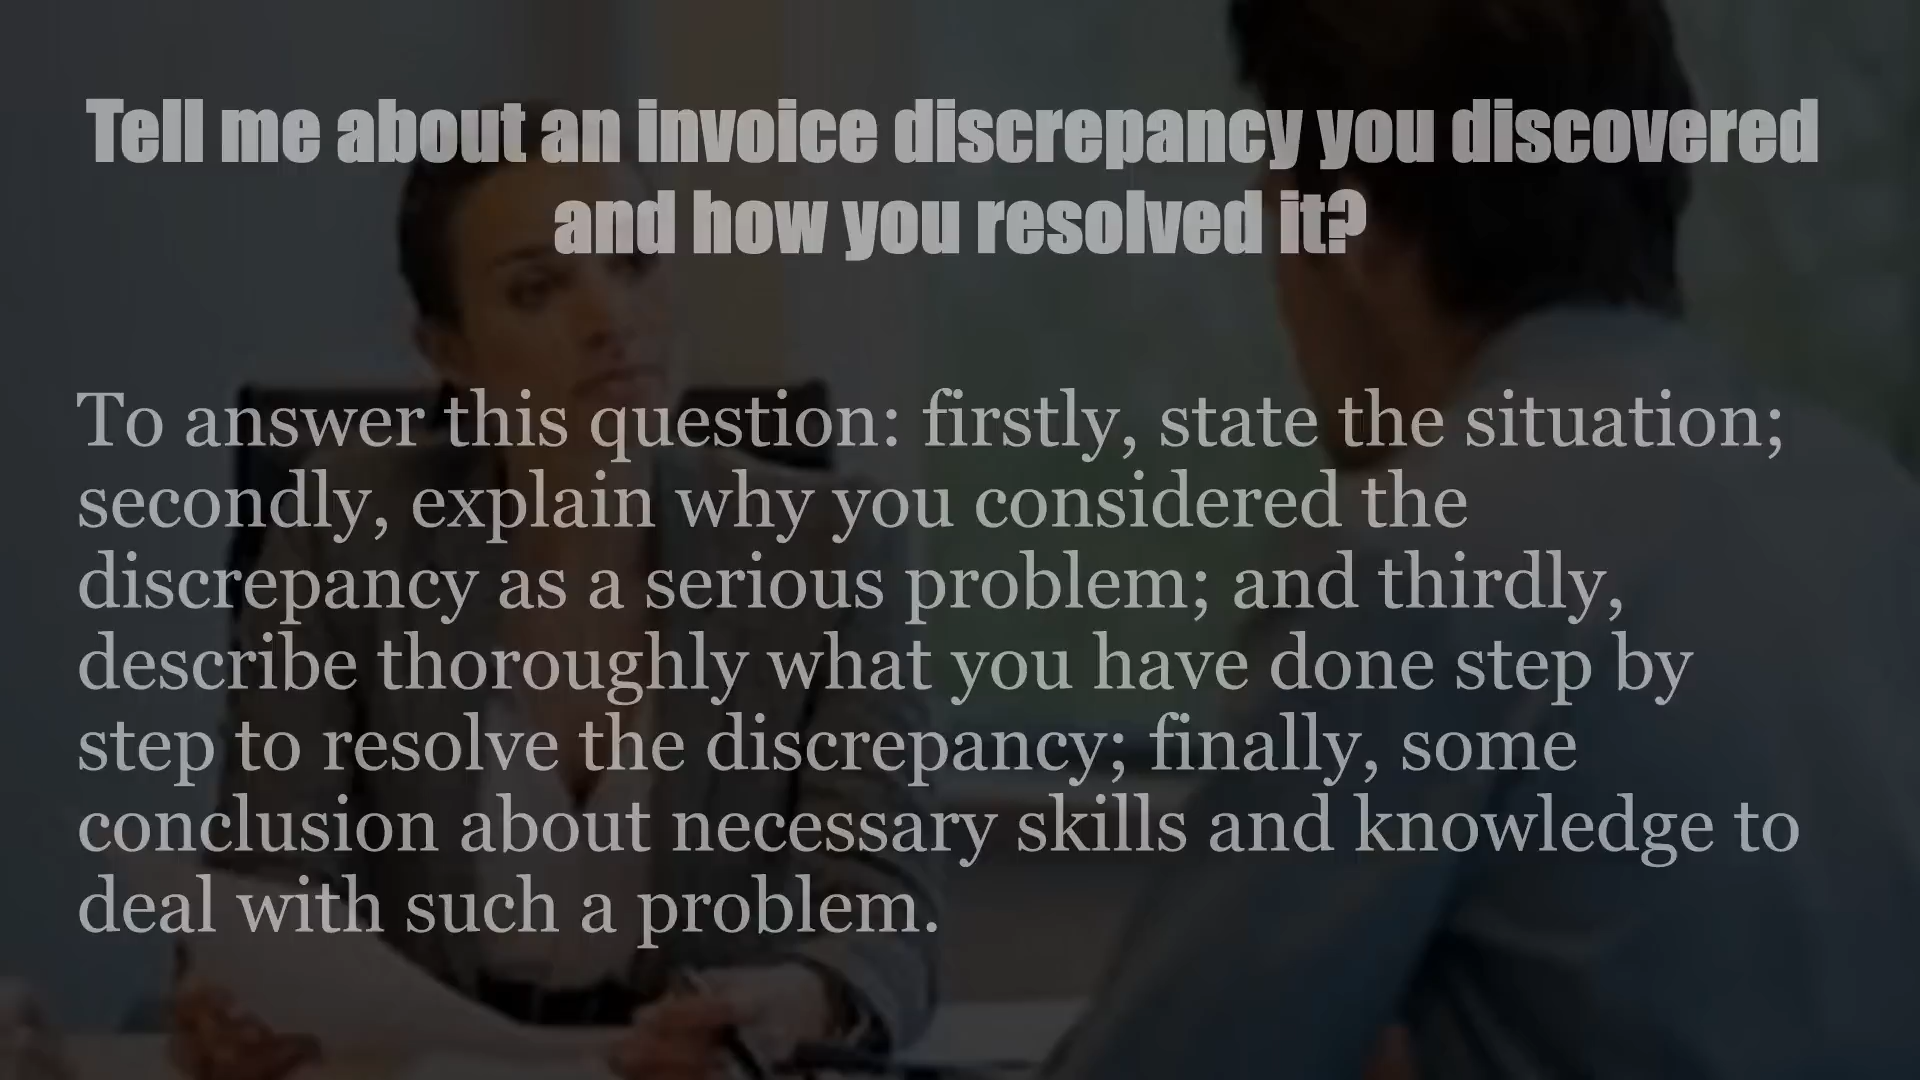 Tell me about an invoice discrepancy you discovered
and how you resolved it?
To answer this question: firstly, state the situation;
secondly, explain why you considered the
discrepancy as a serious problem; and thirdly,
describe thoroughly what you have done step by
step to resolve the discrepancy; finally, some
conclusion about necessary skills and knowledge to
deal with such a problem.